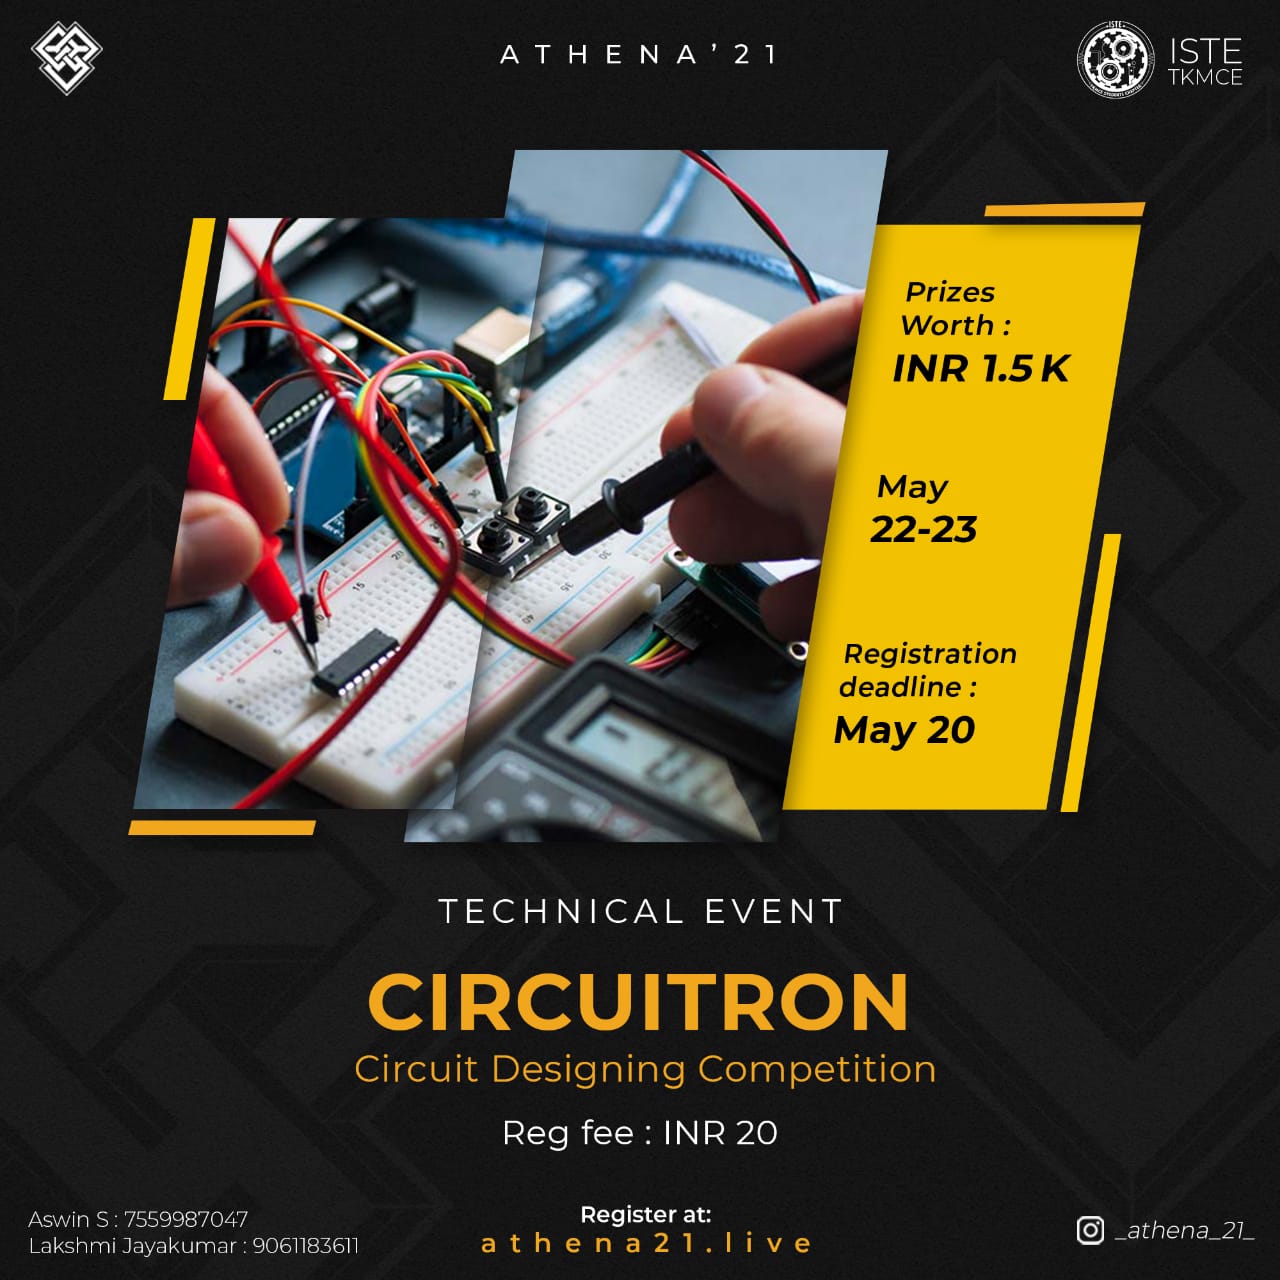 ATHENA'21
ISTE
TKMCE
Prizes
Worth :
INR 1.5 K
May
22-23
Registration
deadline :
May 20
TECHNICAL EVENT
CIRCUITRON
Circuit Designing Competition
Reg fee : INR 20
Aswin S : 7559987047
Lakshmi Jayakumar : 9061183611
Register at:
athena21.live
_athena_21_